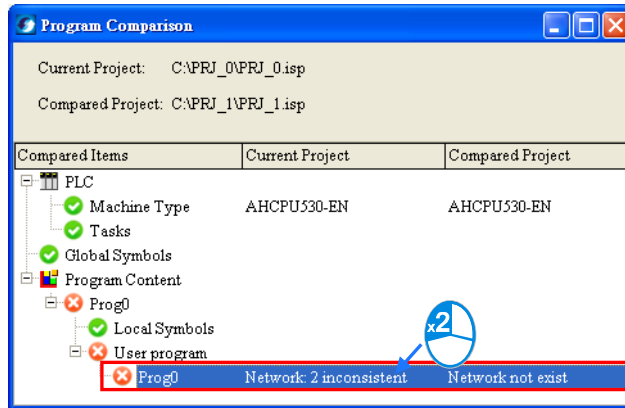 Program Comparison
Current Project: C:\PRJ_0\PRJ_0.isp
Compared Project: C:\PRJ_1\PRJ_1.isp
Compared Items Current Project Compared Project
PLC
Machine Type AHCPU530-EN AHCPU530-EN
Tasks
Global Symbols
Program Content
Prog0
Local Symbols
x2
User program
Prog0 Network: 2 inconsistent Network not exist